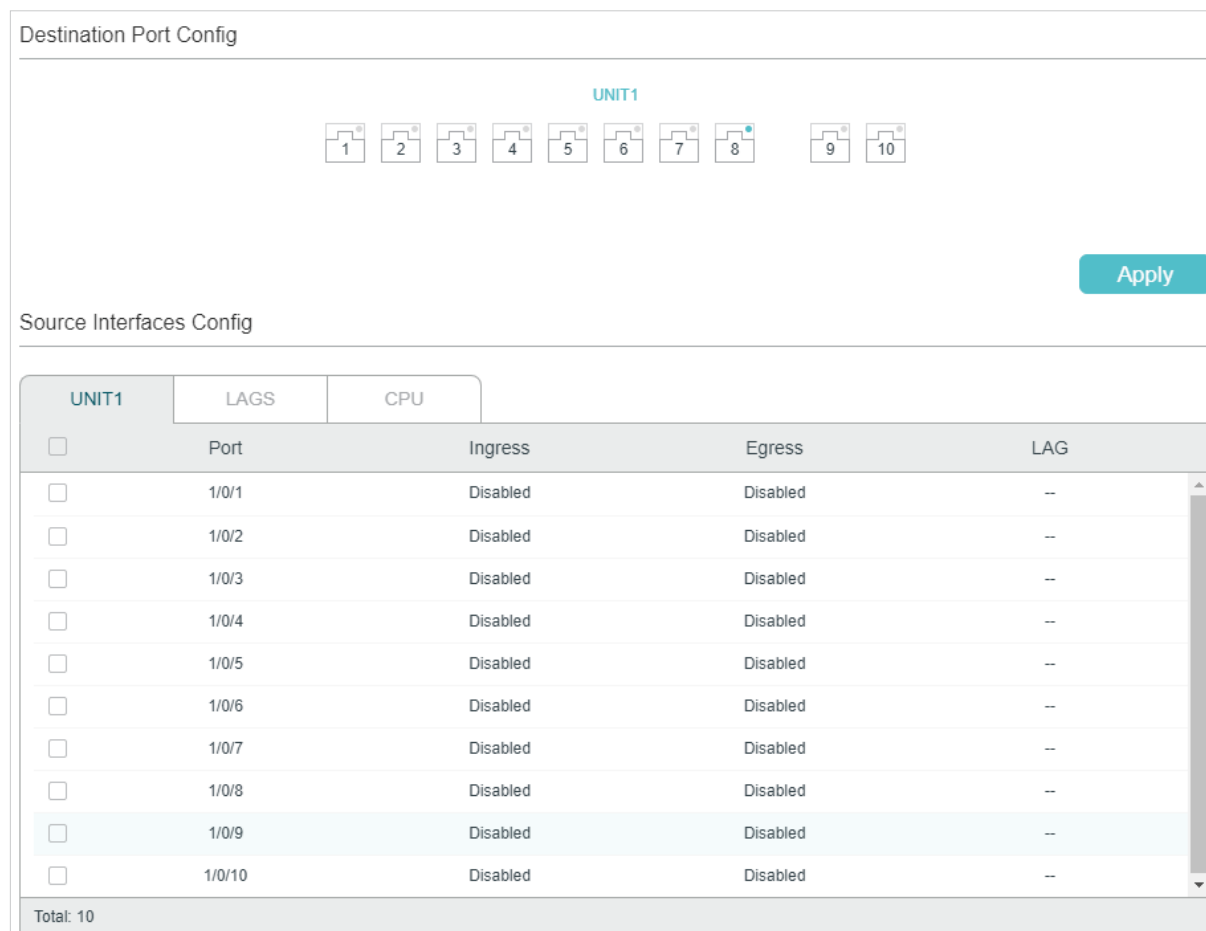 Destination Port Config
UNIT1
1 2 3 4 5 6 7 8 9 10
Apply
Source Interfaces Config
UNIT1 LAGS CPU
Port Ingress Egress LAG
1/0/1 Disabled Disabled --
1/0/2 Disabled Disabled --
1/0/3 Disabled Disabled --
1/0/4 Disabled Disabled --
1/0/5 Disabled Disabled --
1/0/6 Disabled Disabled --
1/0/7 Disabled Disabled --
1/0/8 Disabled Disabled --
1/0/9 Disabled Disabled --
1/0/10 Disabled Disabled --
Total: 10